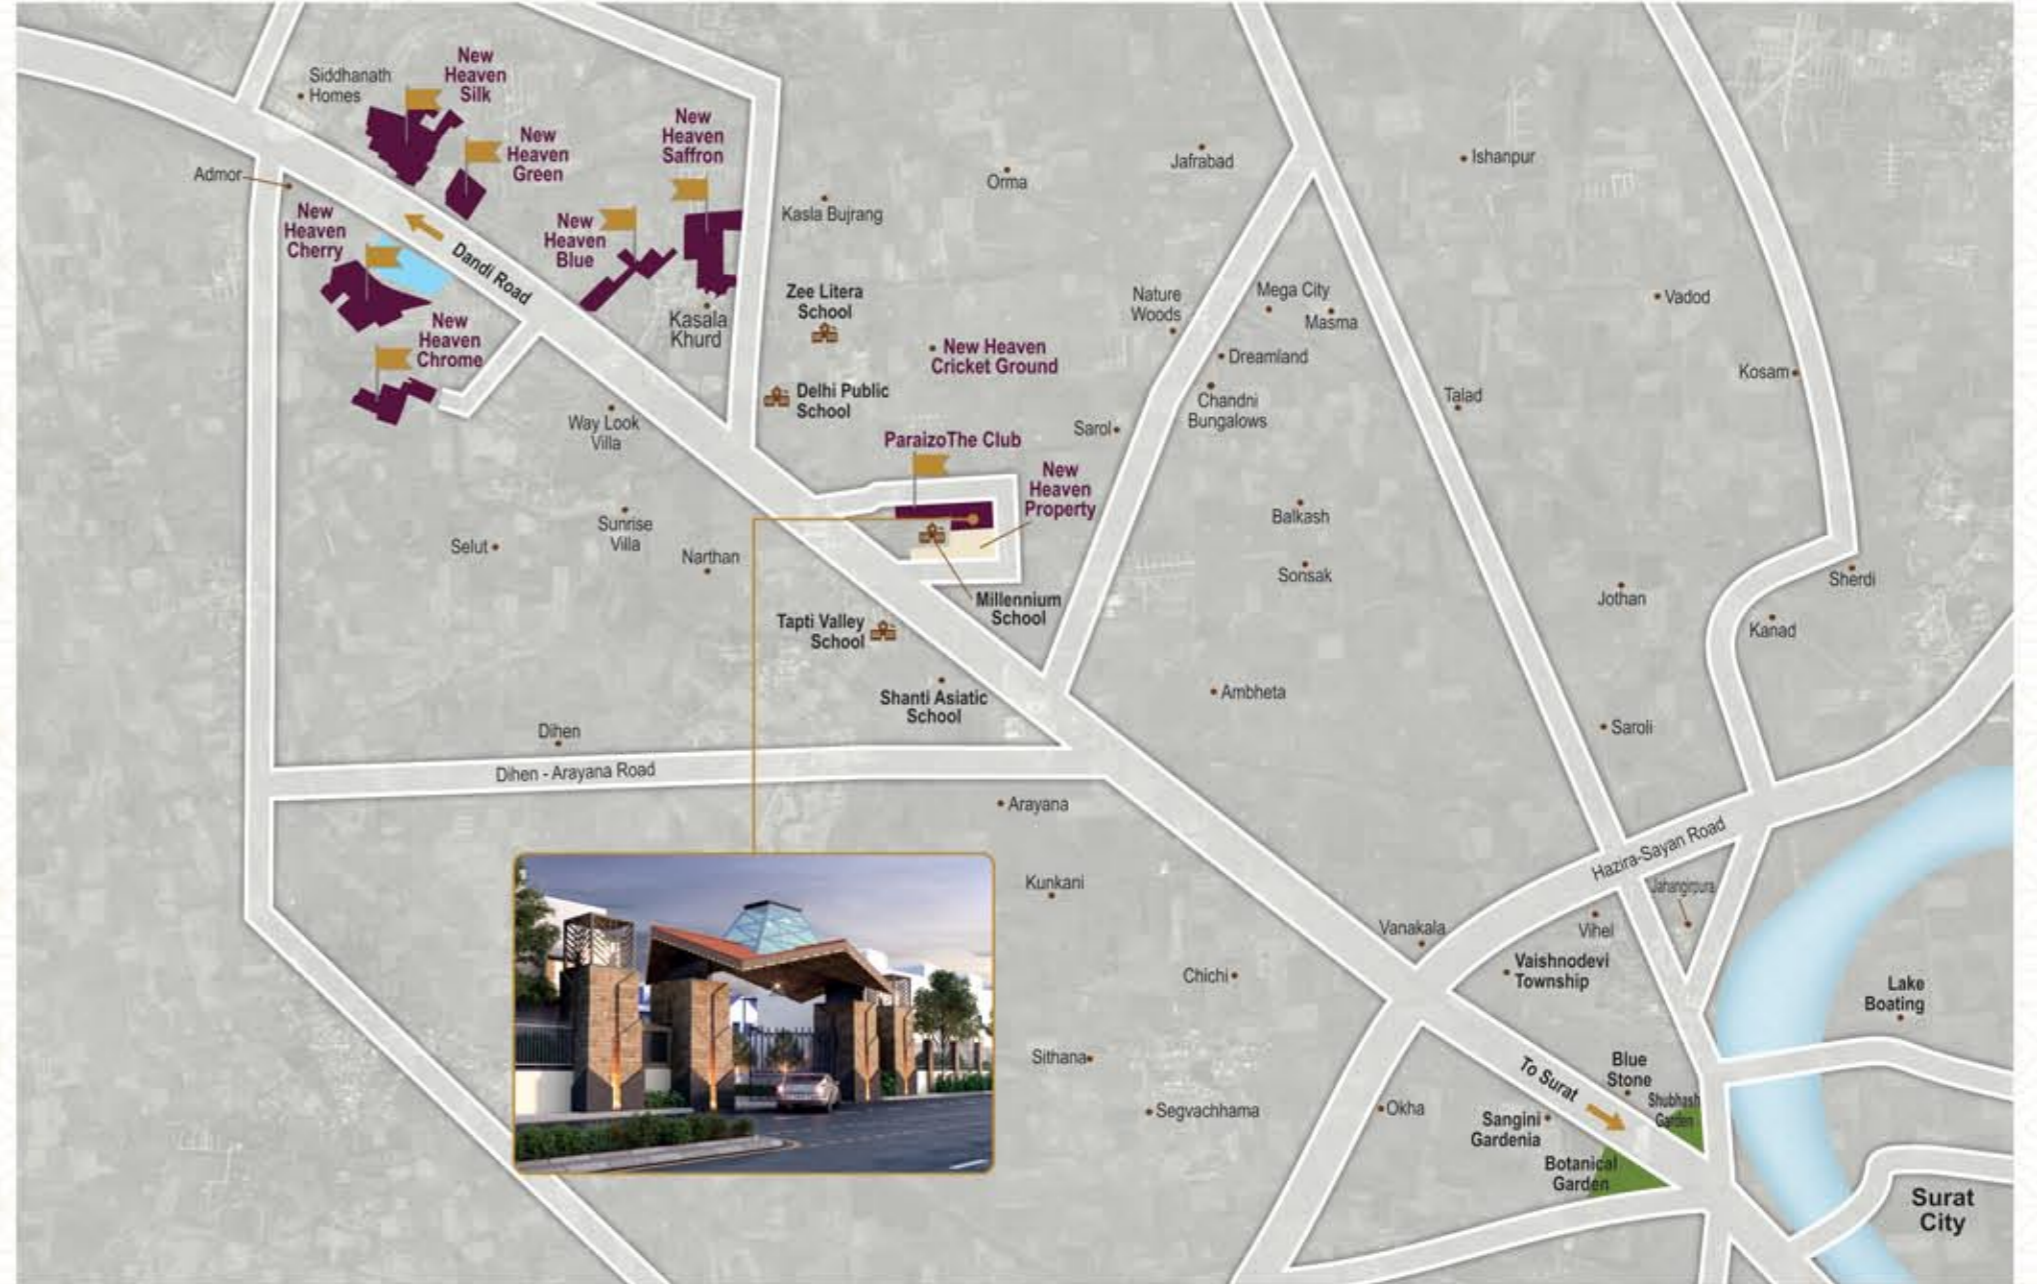 New
Heaven
Silk
Siddhanath
Homes
New
Heaven
Green
New
Heaven
Saffron
Admor
New
Heaven
Cherry
New
Heaven
Blue
Dandi Road
New
Heaven
Chrome
Kasala
Khurd
Kasla Bujrang
Orma
Jafrabad
Ishanpur
Zee Litera
School
Nature
Woods
Mega City
Masma
Vadod
New Heaven
Cricket Ground
Dreamland
Kosam
Delhi Public
School
Chandni
Bungalows
Talad
Way Look
Villa
Sarol
ParaizoThe Club
New
Heaven
Property
Sunrise
Villa
Selut
Narthan
Balkash
Sonsak
Sherdi
Jothan
Millennium
School
Tapti Valley
School
Kanad
Shanti Asiatic
School
Ambheta
Saroli
Dihen
Dihen - Arayana Road
Arayana
Hazira-Sayan Road
Kunkani
Jahangirpura
Vanakala
Vihel
Chichi
Vaishnodevi
Township
Lake
Boating
Sithana
To Surat
Blue
Stone
Shubhash
Garden
Segvachhama
Okha
Sangini
Gardenia
Botanical
Garden
Surat
City